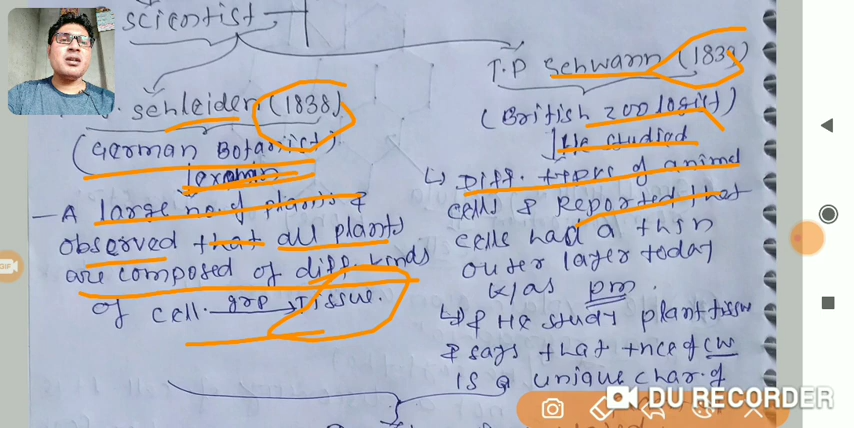 scientist
schleiden (1838)
(German Botanist)
examin
- A large no. of plants &
observed that all plants
are composed of diff. kinds
of cell. grp → Tissue.
T.P Schwann (1839)
(British zoologist)
He studied
Diff. types of animal
cells & Reported that
cells had a thin
outer layer today
K/as pm.
& He study plant tissue
& says that
of CW
is a unique char. of
DU RECORDER
GIF